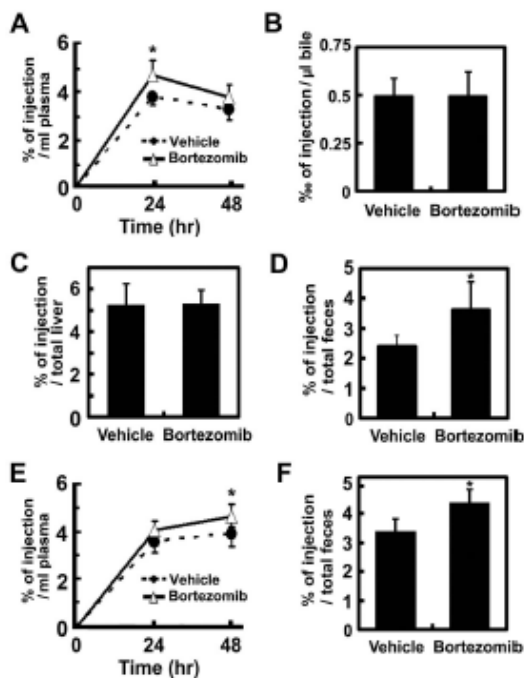 A
% of injection
/ ml plasma
6
4
2
0
*
Vehicle
Bortezomib
0 24 48
Time (hr)
B
‰ of injection / µl bile
0.75
0.5
0.25
0
Vehicle Bortezomib
C
% of injection
/ total liver
6
4
2
0
Vehicle Bortezomib
D
% of injection
/ total feces
5
4
3
2
1
0
*
Vehicle Bortezomib
E
% of injection
/ml plasma
6
4
2
0
*
Vehicle
Bortezomib
0 24 48
Time (hr)
F
% of injection
/ total feces
5
4
3
2
1
0
*
Vehicle Bortezomib